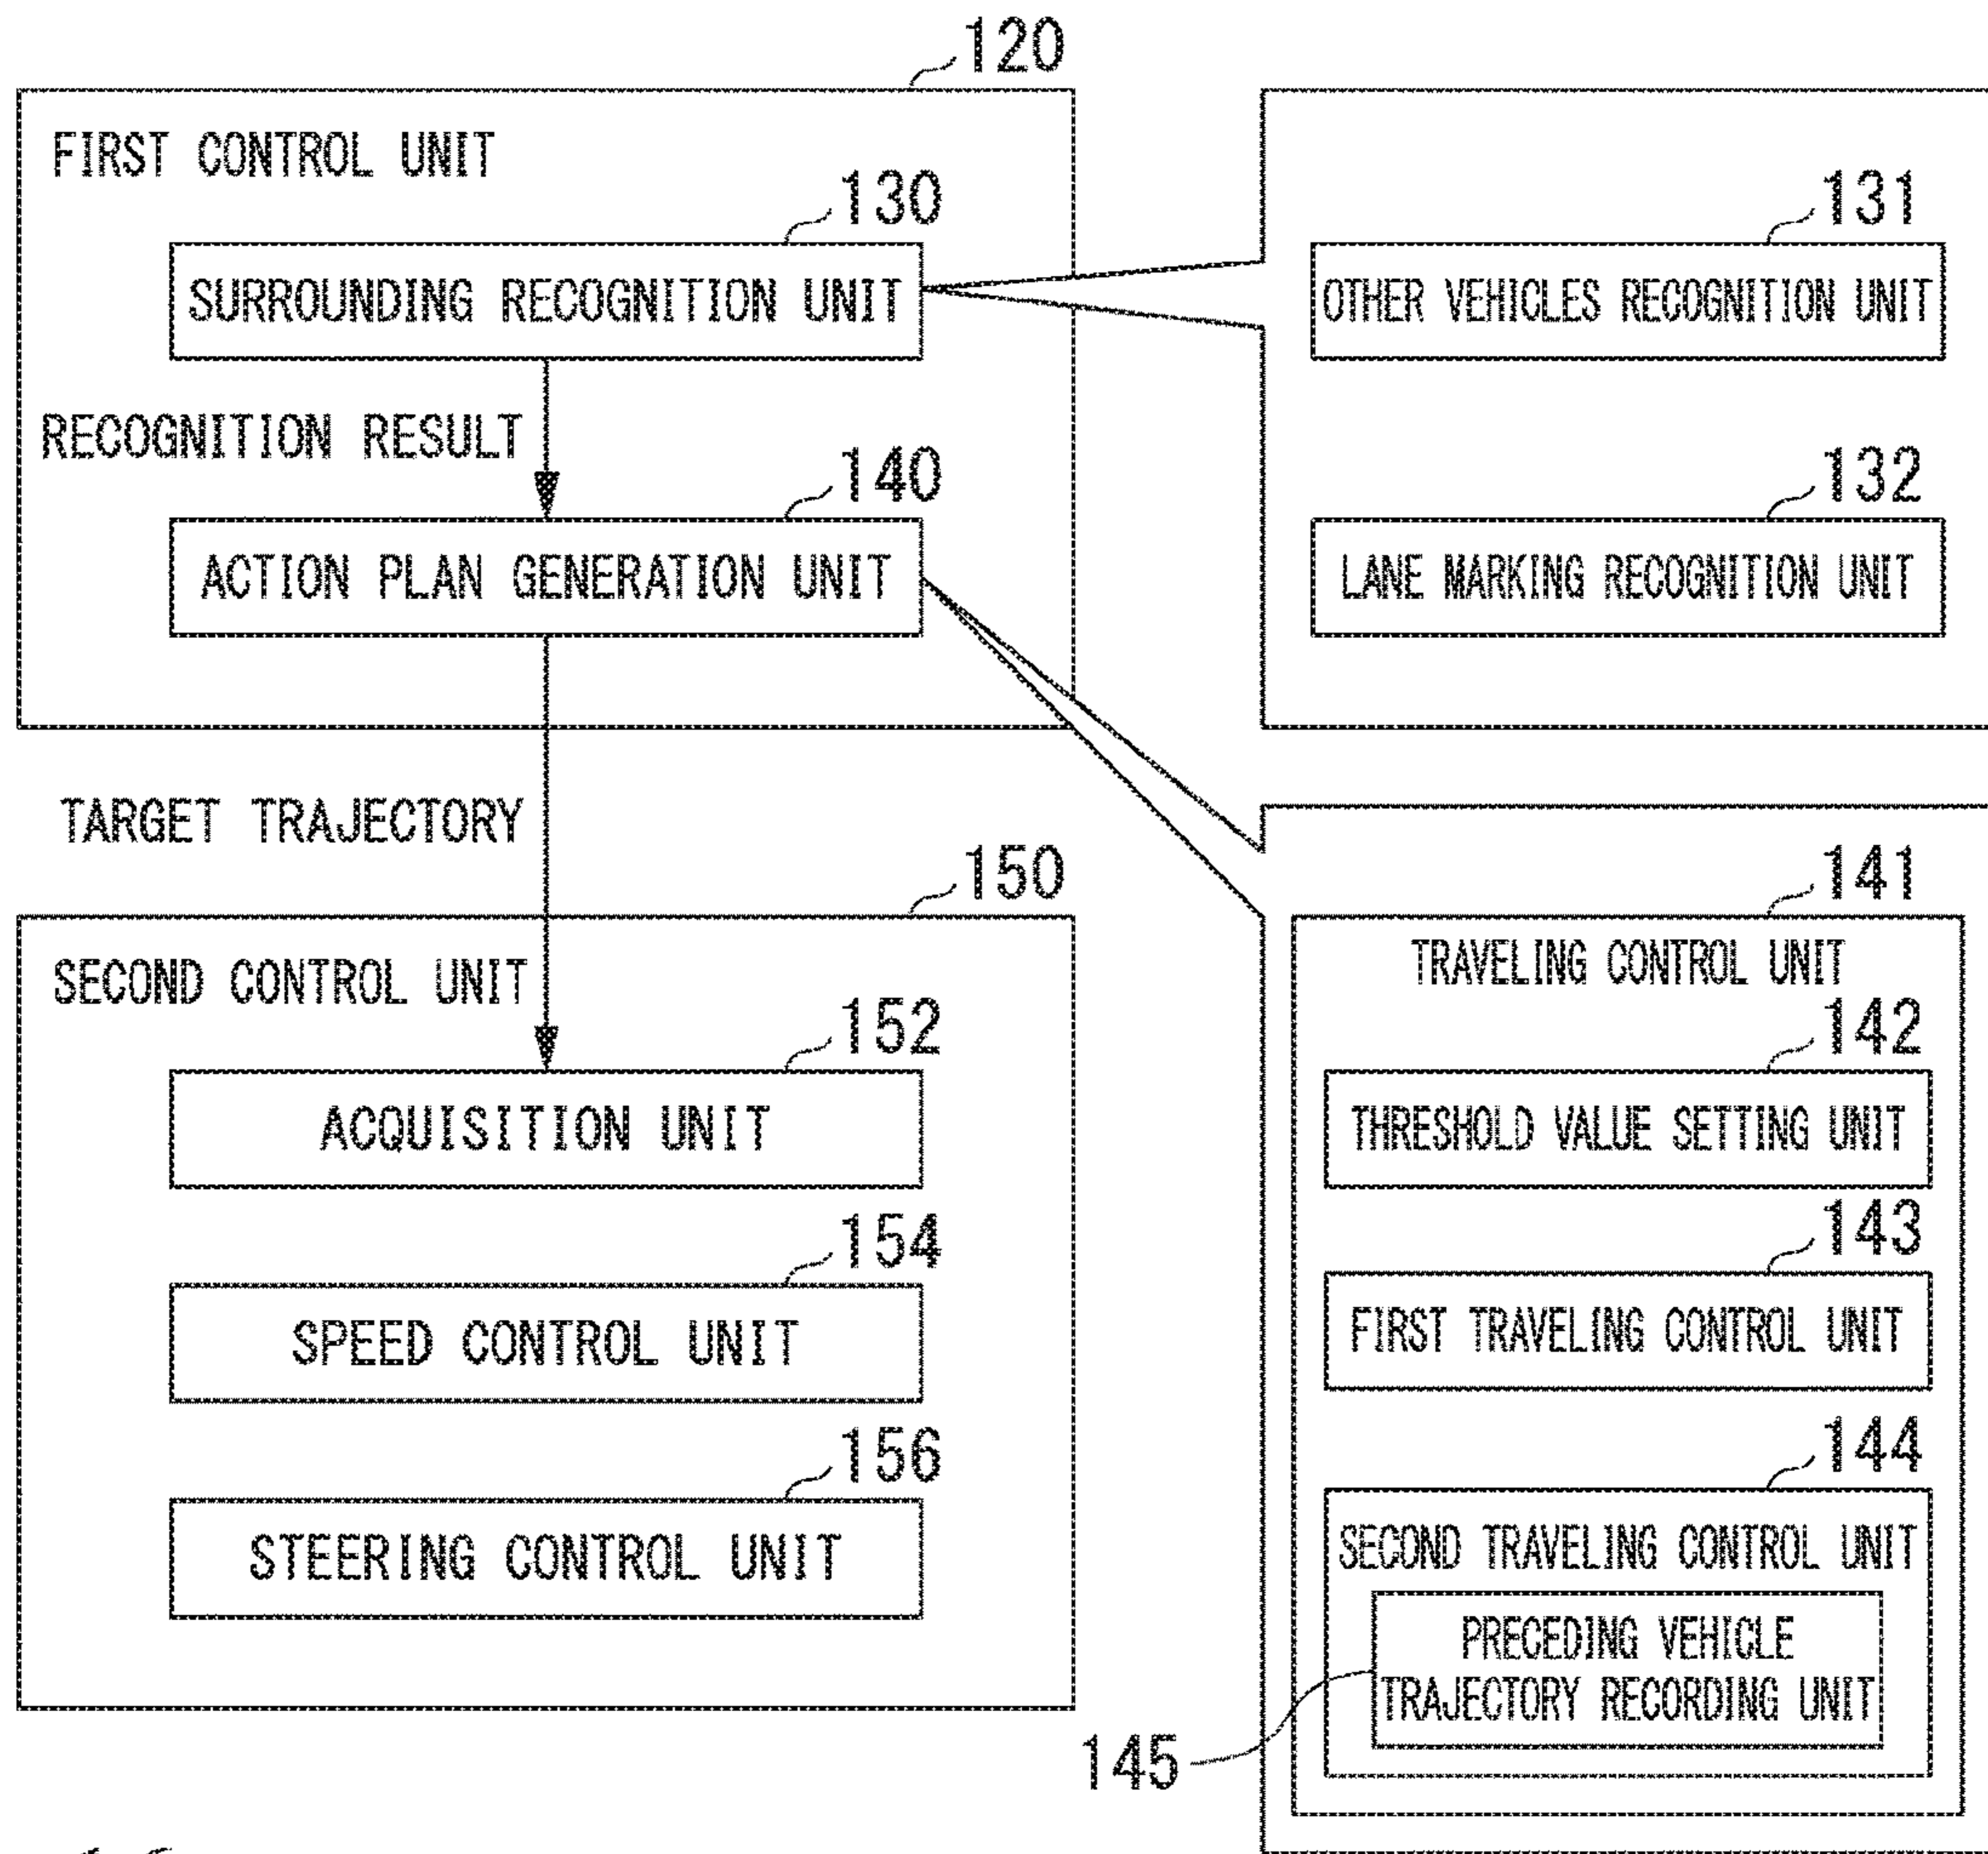 120
FIRST CONTROL UNIT
130
SURROUNDING RECOGNITION UNIT
RECOGNITION RESULT
140
ACTION PLAN GENERATION UNIT
131
OTHER VEHICLES RECOGNITION UNIT
132
LANE MARKING RECOGNITION UNIT
TARGET TRAJECTORY
150
SECOND CONTROL UNIT
152
ACQUISITION UNIT
154
SPEED CONTROL UNIT
156
STEERING CONTROL UNIT
141
TRAVELING CONTROL UNIT
142
THRESHOLD VALUE SETTING UNIT
143
FIRST TRAVELING CONTROL UNIT
144
SECOND TRAVELING CONTROL UNIT
PRECEDING VEHICLE
TRAJECTORY RECORDING UNIT
145